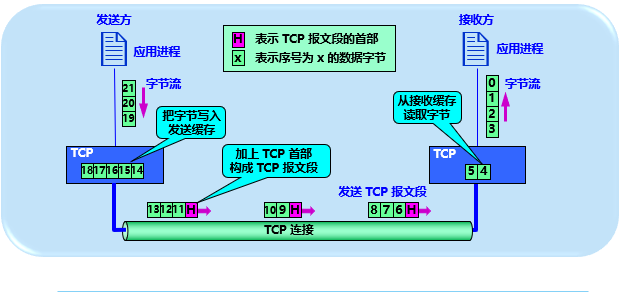 发送方
接收方
应用进程
H 表示 TCP 报文段的首部
x 表示序号为 x 的数据字节
应用进程
21
20
19
字节流
0
1
2
3
字节流
把字节写入
发送缓存
从接收缓存
读取字节
TCP
18 17 16 15 14
加上 TCP 首部
构成 TCP 报文段
TCP
5 4
发送 TCP 报文段
13 12 11 H
10 9 H
8 7 6 H
TCP 连接